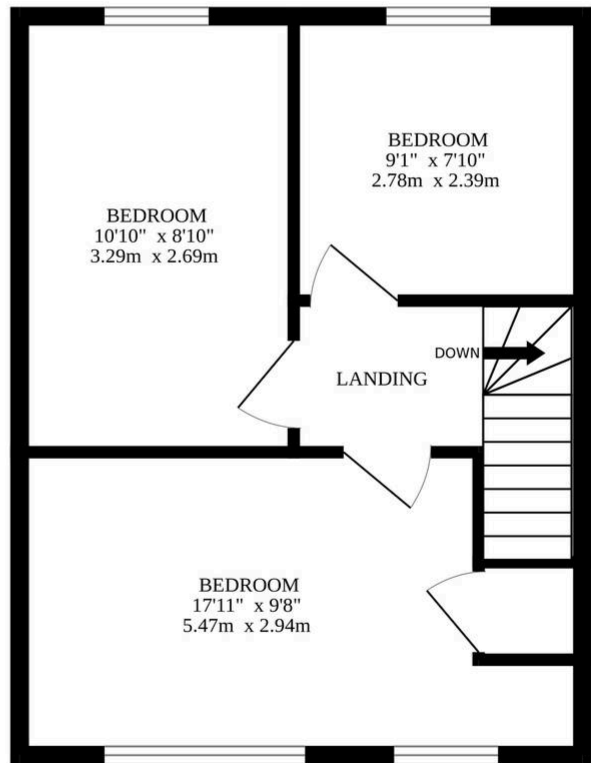 BEDROOM
9'1" x 7'10"
2.78m x 2.39m
BEDROOM
10'10" x 8'10"
3.29m x 2.69m
DOWN
LANDING
BEDROOM
17'11" x 9'8"
5.47m x 2.94m